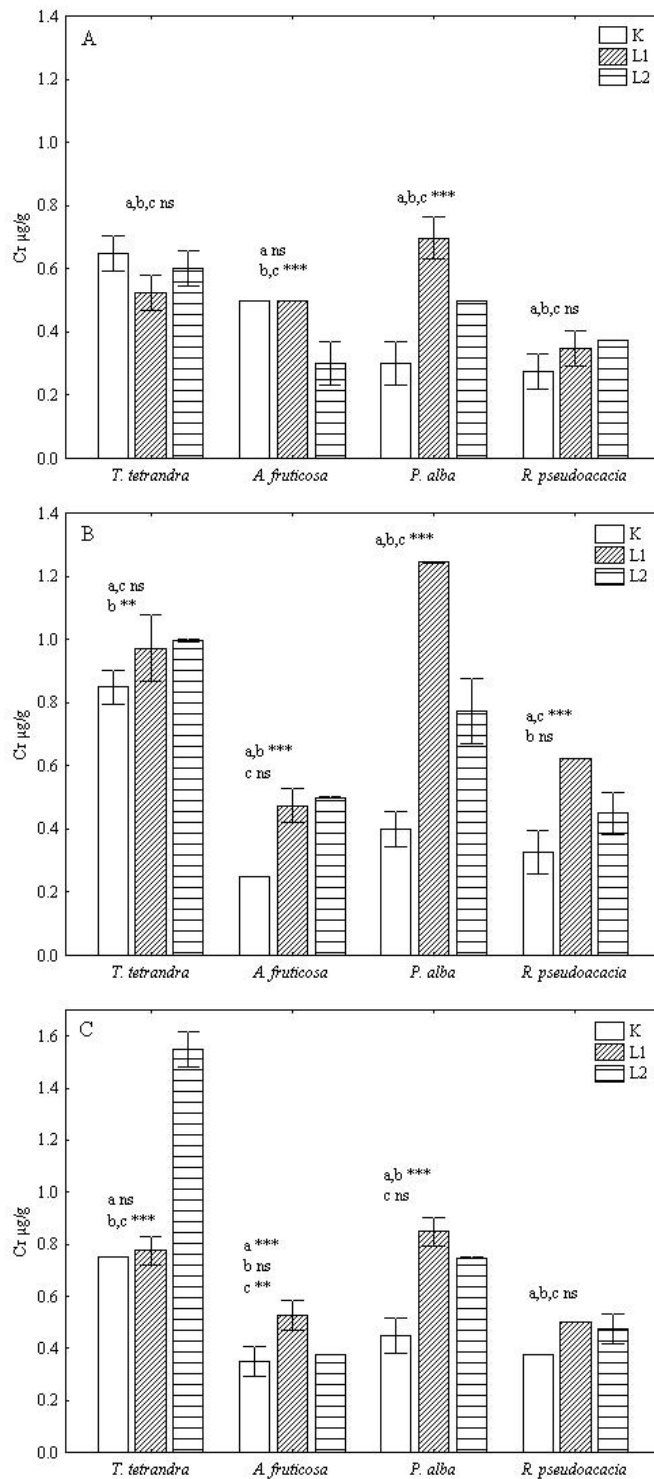 A
K
L1
L2
1.4
1.2
1.0
0.8
0.6
0.4
0.2
0.0
Cr µg/g
a,b,c ns
a ns
b,c ***
a,b,c ***
a,b,c ns
T. tetrandra
A. fruticosa
P. alba
R. pseudoacacia
B
K
L1
L2
1.4
1.2
1.0
0.8
0.6
0.4
0.2
0.0
Cr µg/g
a,c ns
b **
a,b ***
c ns
a,b,c ***
a,c ***
b ns
T. tetrandra
A. fruticosa
P. alba
R. pseudoacacia
C
K
L1
L2
1.6
1.4
1.2
1.0
0.8
0.6
0.4
0.2
0.0
Cr µg/g
a ns
b,c ***
a ***
b ns
c **
a,b ***
c ns
a,b,c ns
T. tetrandra
A. fruticosa
P. alba
R. pseudoacacia